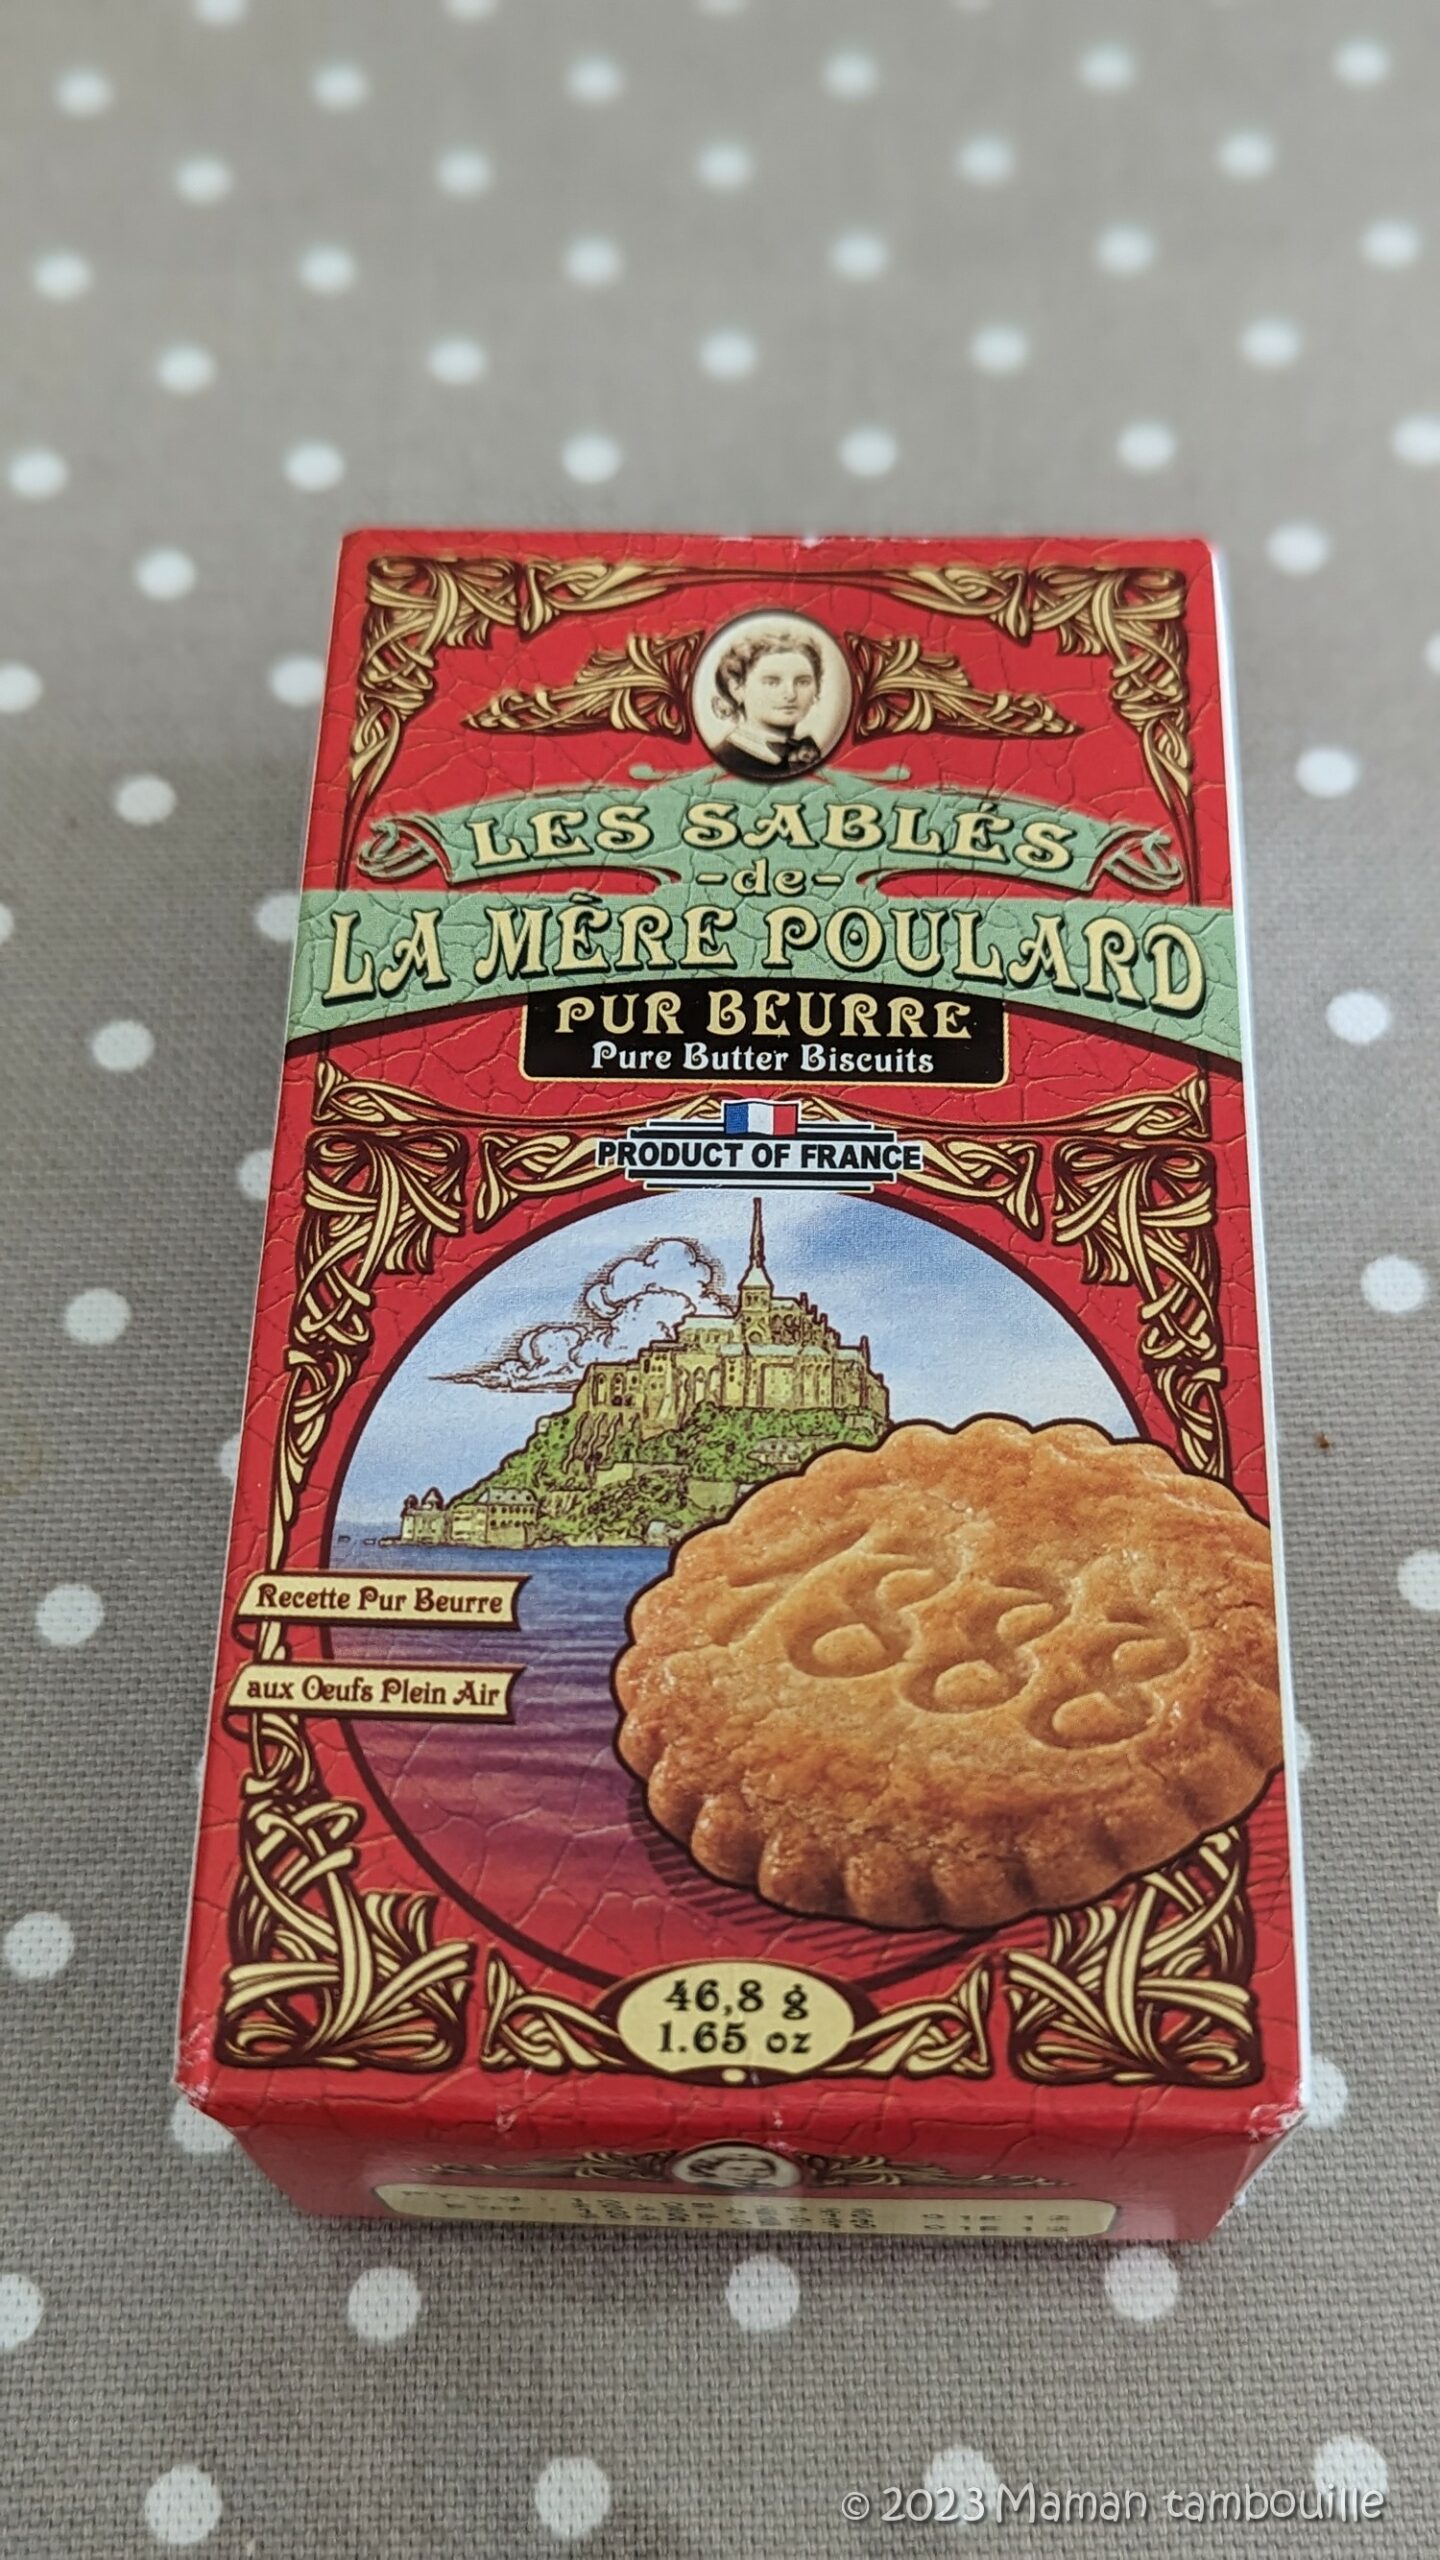 LES SABLÉS
-de-
LA MÈRE POULARD
PUR BEURRE
Pure Butter Biscuits
PRODUCT OF FRANCE
1888
Recette Pur Beurre
aux Œufs Plein Air
46,8 g
1.65 oz
© 2023 Maman tambouille